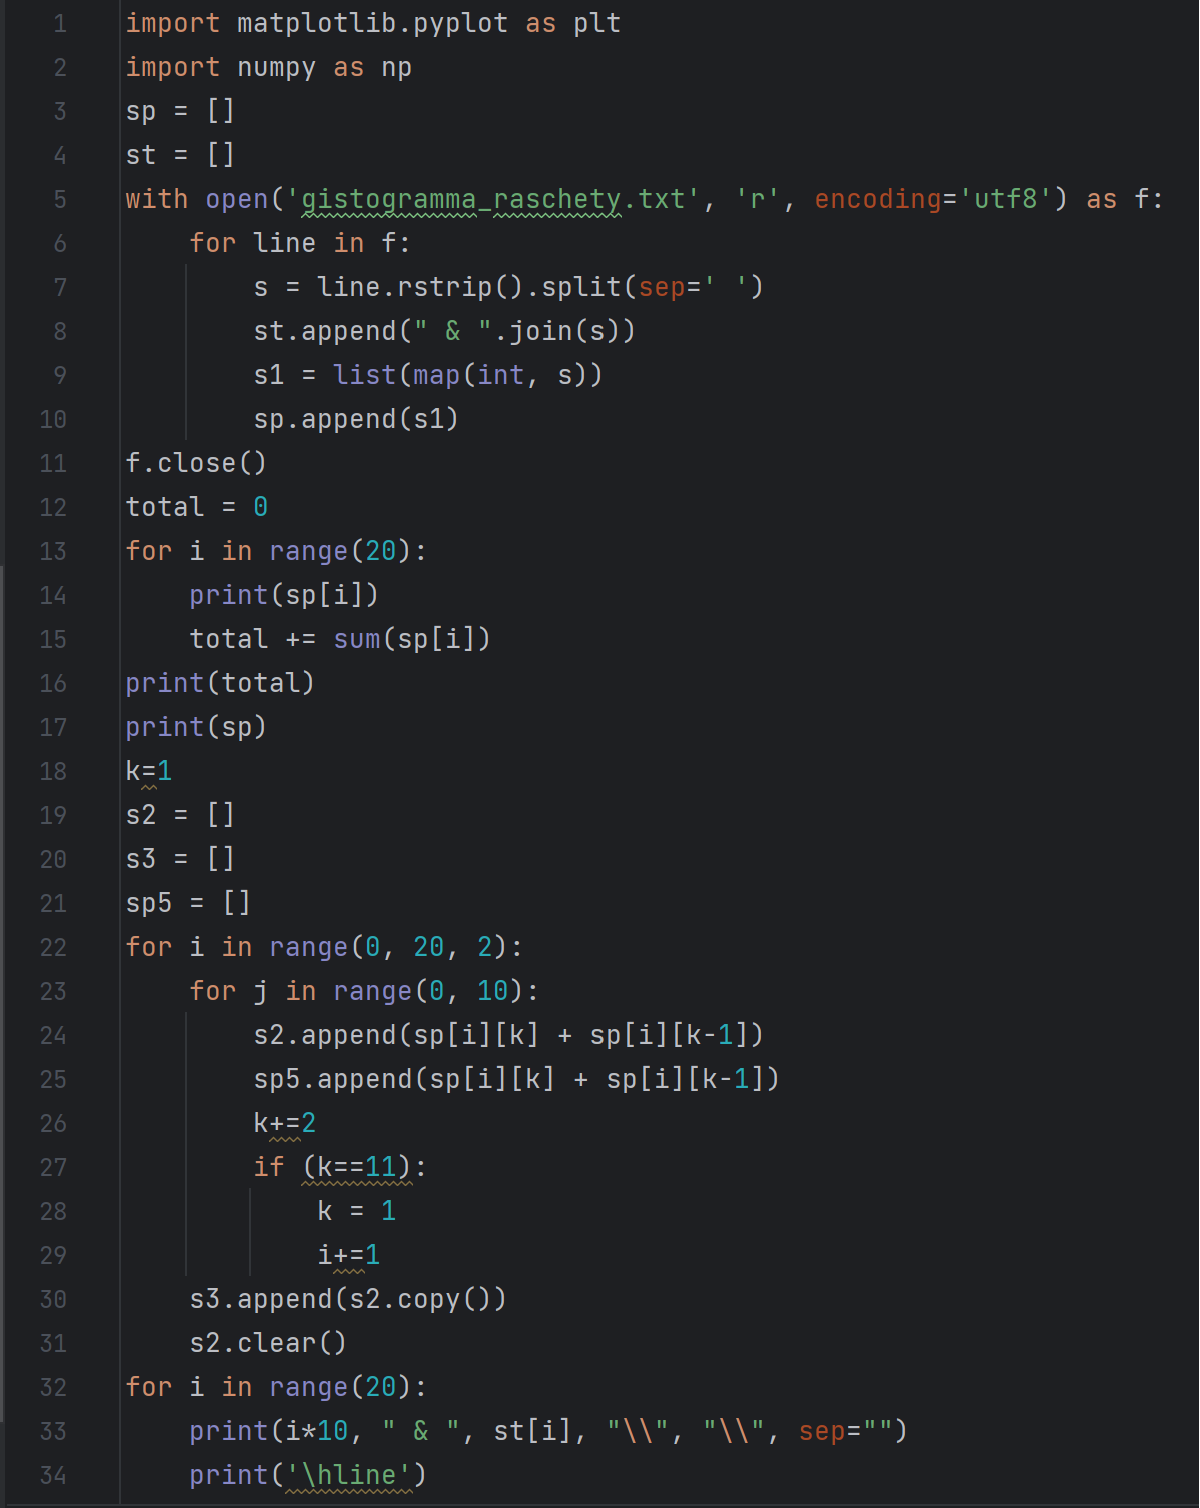 1 import matplotlib.pyplot as plt
2 import numpy as np
3 sp = []
4 st = []
5 with open('gistogramma_raschety.txt', 'r', encoding='utf8') as f:
6     for line in f:
7         s = line.rstrip().split(sep=' ')
8         st.append(" & ".join(s))
9         s1 = list(map(int, s))
10         sp.append(s1)
11 f.close()
12 total = 0
13 for i in range(20):
14     print(sp[i])
15     total += sum(sp[i])
16 print(total)
17 print(sp)
18 k=1
19 s2 = []
20 s3 = []
21 sp5 = []
22 for i in range(0, 20, 2):
23     for j in range(0, 10):
24         s2.append(sp[i][k] + sp[i][k-1])
25         sp5.append(sp[i][k] + sp[i][k-1])
26         k+=2
27         if (k==11):
28             k = 1
29             i+=1
30     s3.append(s2.copy())
31     s2.clear()
32 for i in range(20):
33     print(i*10, " & ", st[i], "\\", "\\", sep="")
34     print('\hline')